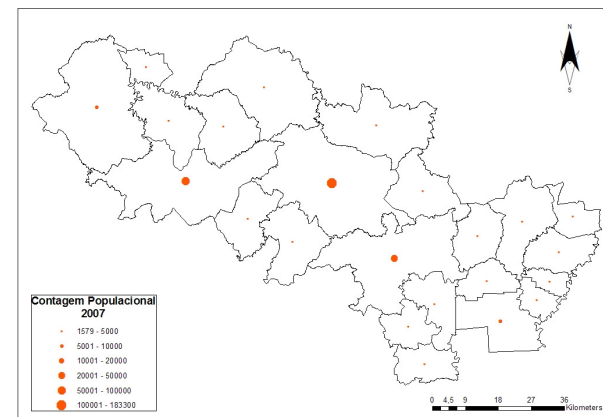 N
S
Contagem Populacional
2007
1579 - 5000
5001 - 10000
10001 - 20000
20001 - 50000
50001 - 100000
100001 - 183300
0 4,5 9 18 27 36
Kilometers